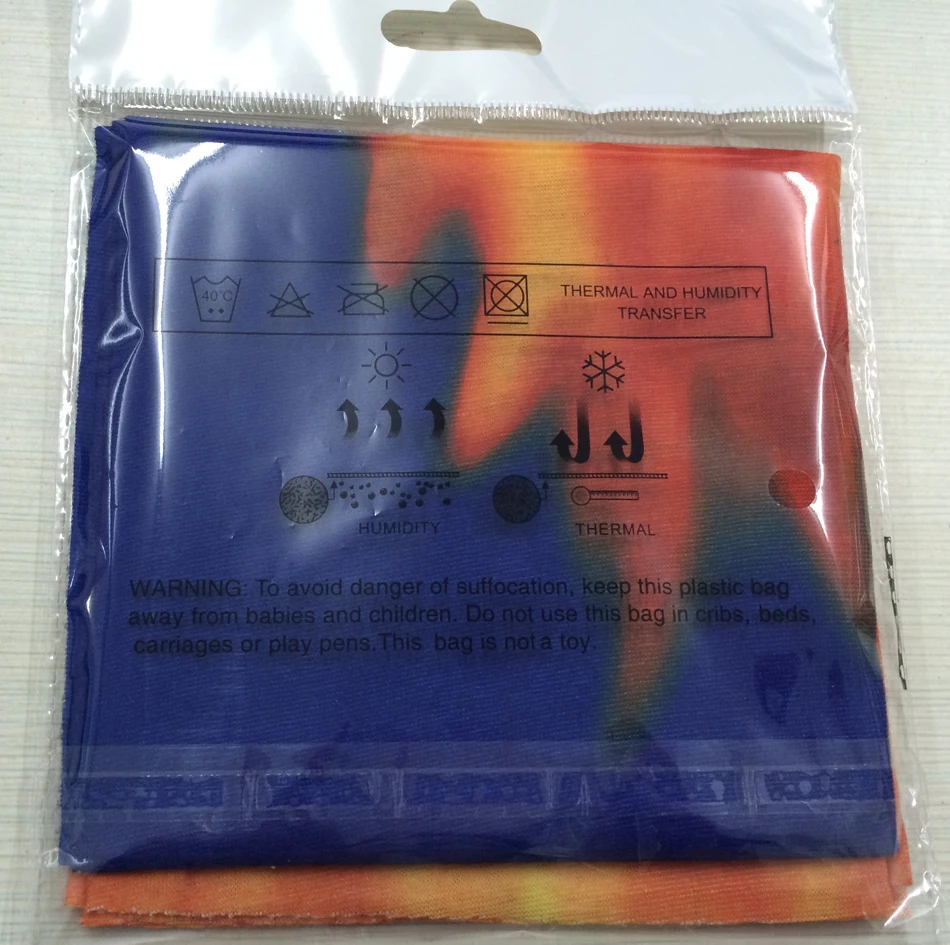 40°C
THERMAL AND HUMIDITY
TRANSFER
HUMIDITY
THERMAL
WARNING: To avoid danger of suffocation, keep this plastic bag
away from babies and children. Do not use this bag in cribs, beds,
carriages or play pens.This bag is not a toy.